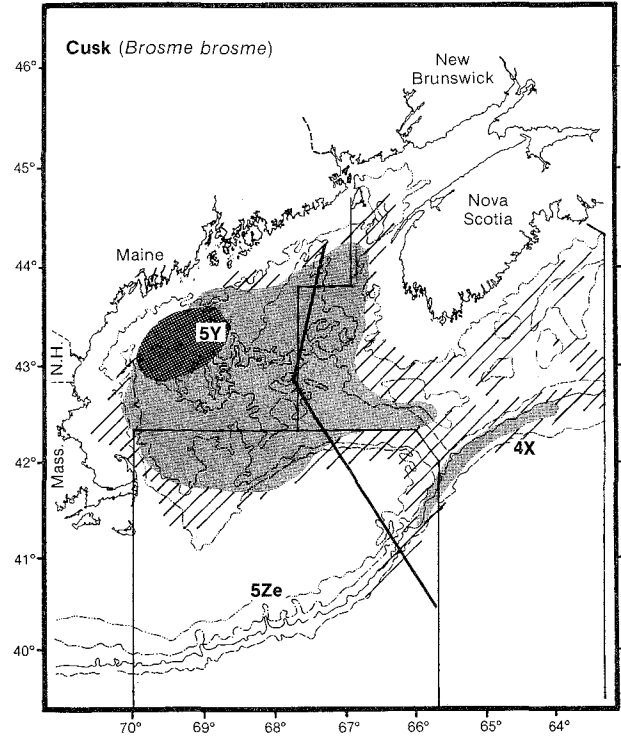 Cusk (Brosme brosme)
46°
New
Brunswick
45°
Nova
Scotia
Maine
44°
5Y
N.H.
43°
Mass.
42°
4X
41°
5Ze
40°
70° 69° 68° 67° 66° 65° 64°